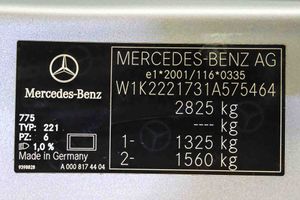 MERCEDES-BENZ AG
e1*2001/116*0335
W1K2221731A575464
2825 kg
---- kg
1- 1325 kg
2- 1560 kg
Mercedes-Benz
775
TYP: 221
PZ: 6
1,0 %
Made in Germany
9398828
A 000 817 44 04